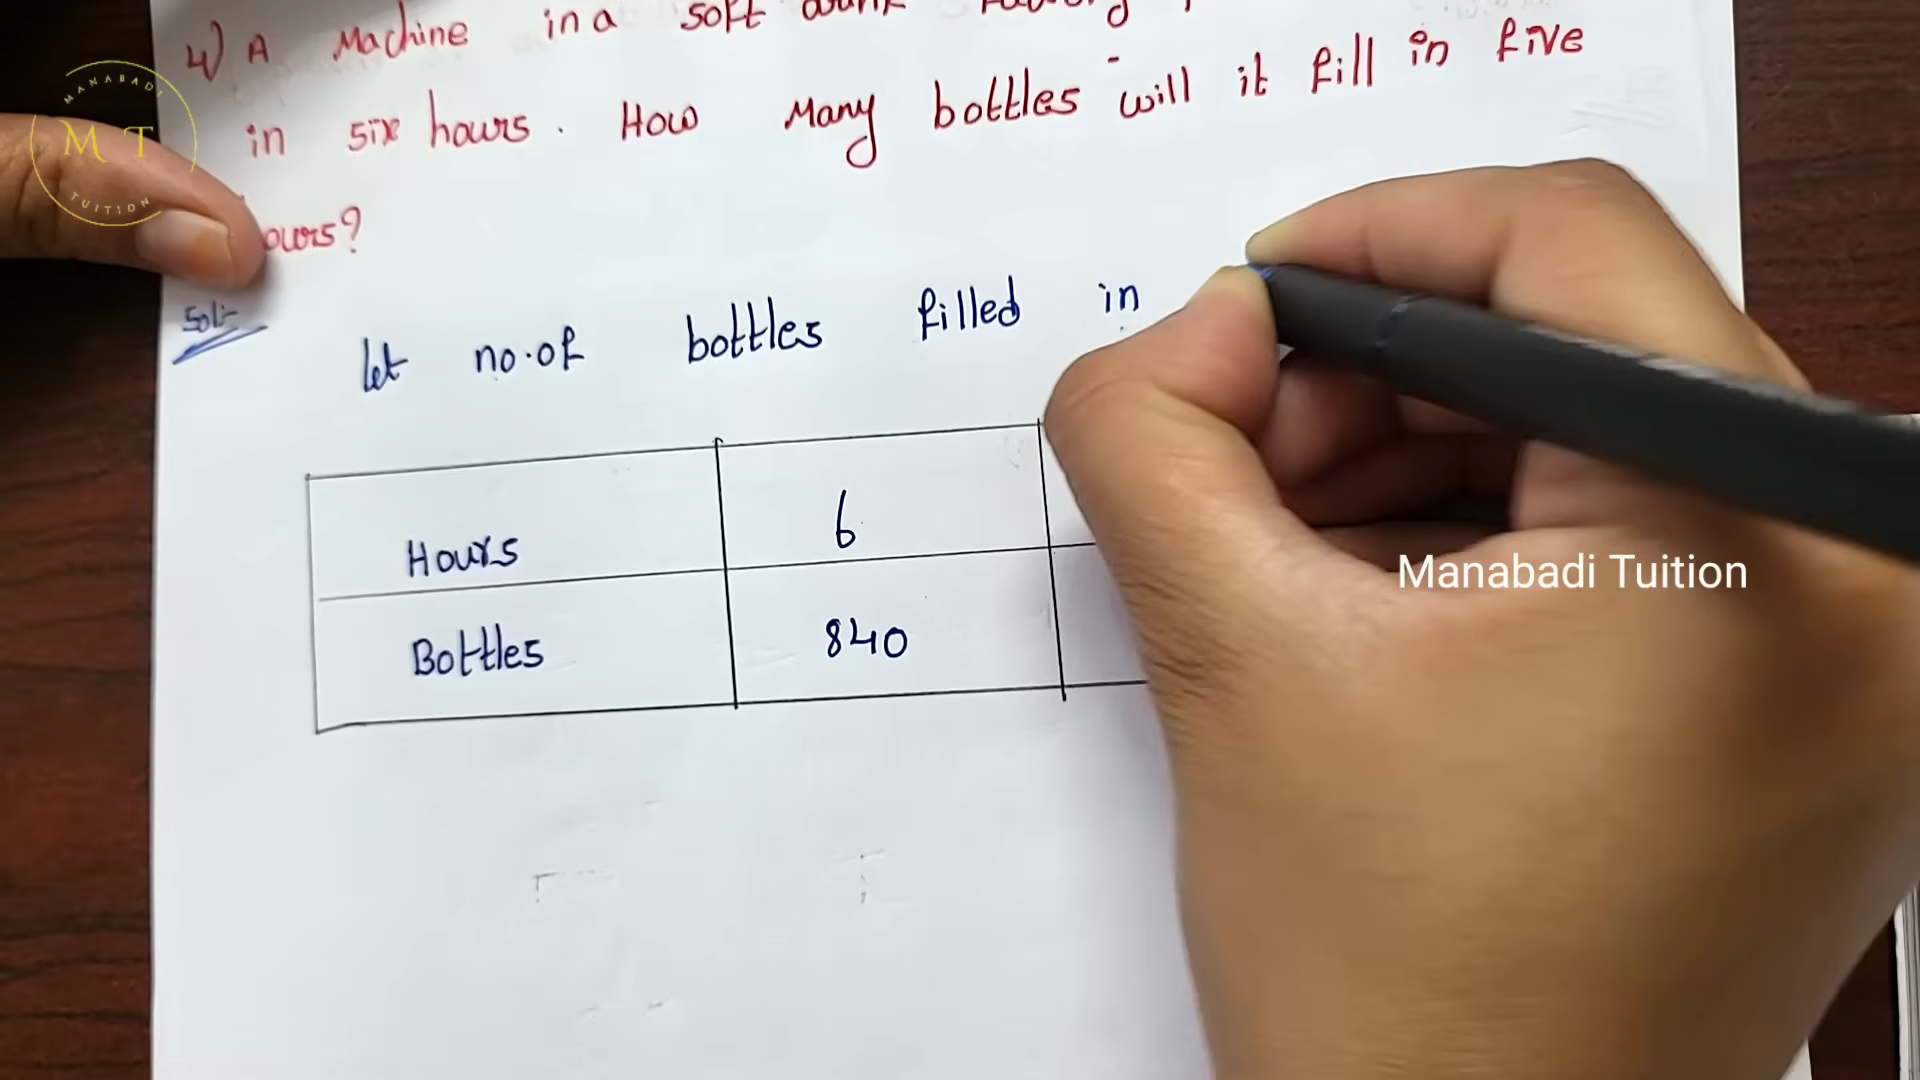 4) A Machine in a soft drink
in six hours. How Many bottles will it fill in five
ours?
Sol:-
let no.of bottles filled in
Hours 6
Bottles 840
MANABADI
M T
TUITION
Manabadi Tuition